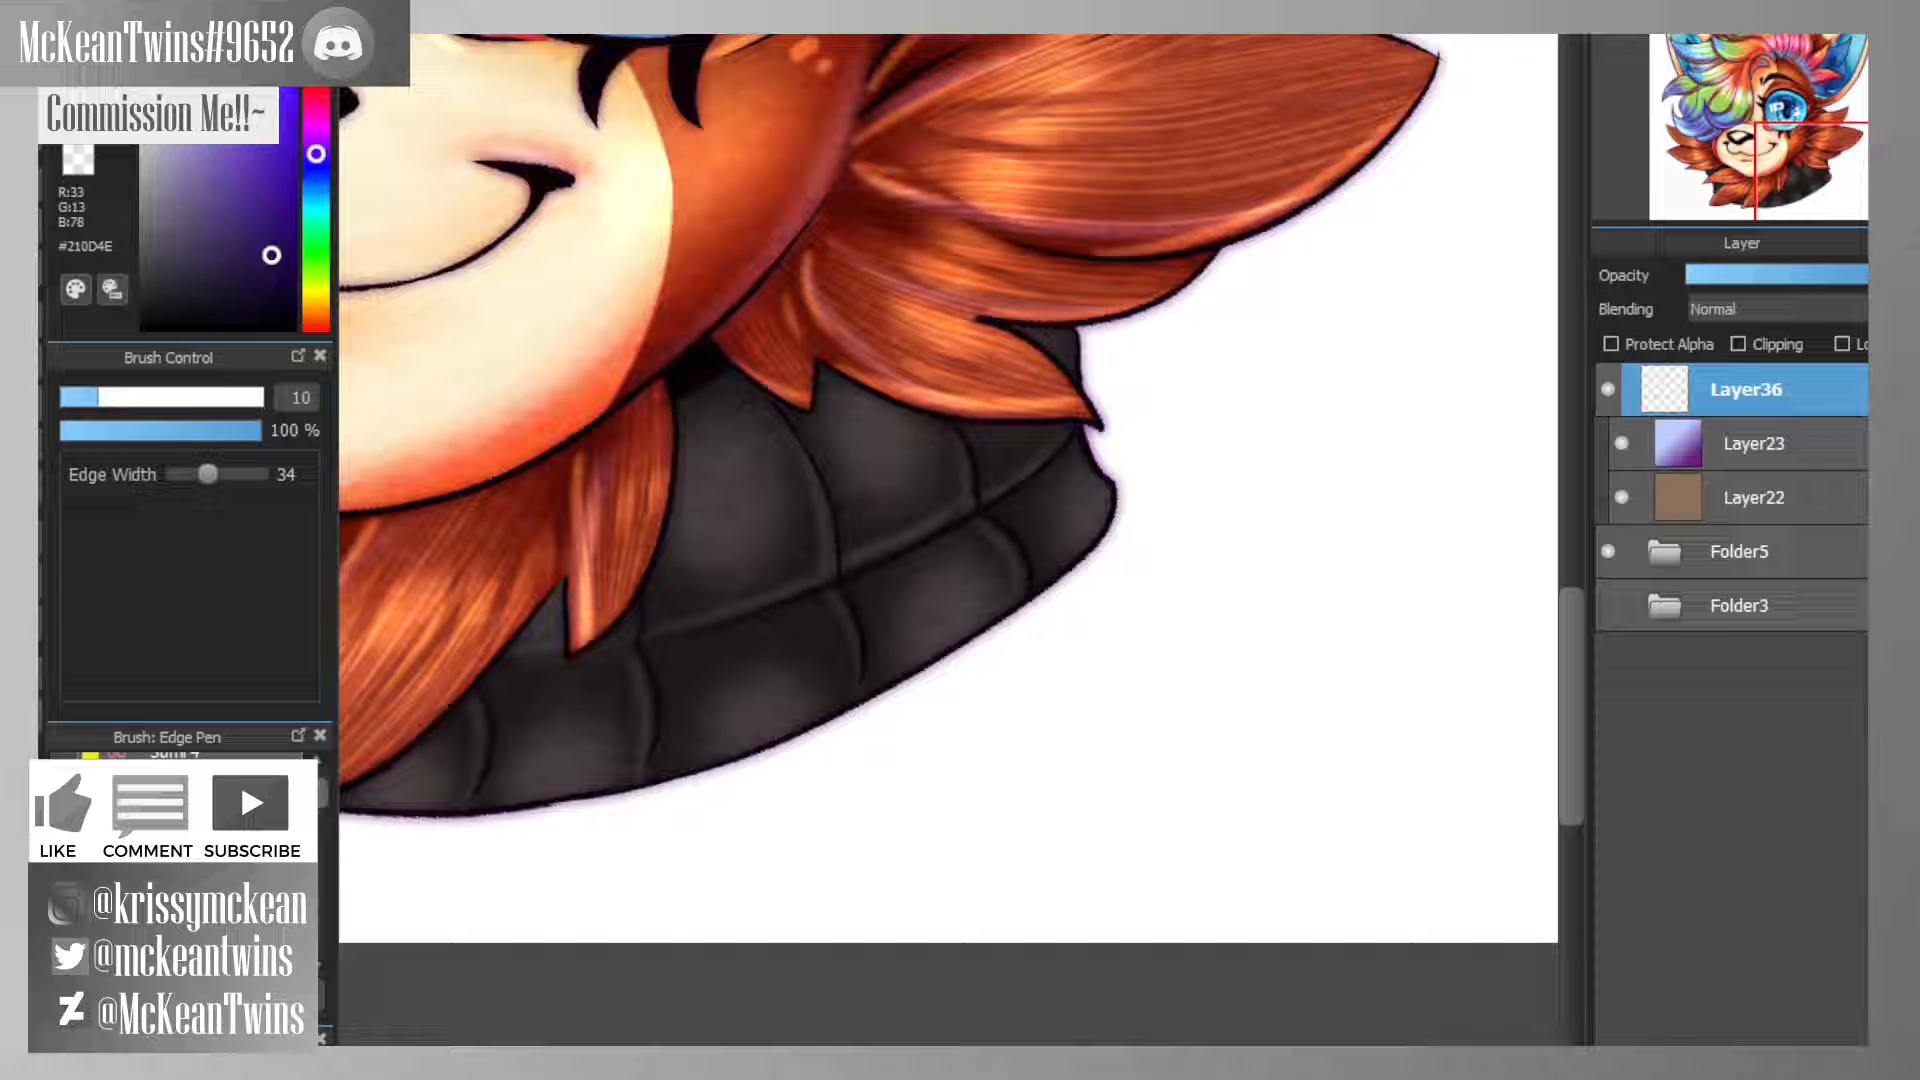 McKeanTwins#9652
Commission Me!!~
R:33
G:13
B:78
#210D4E
Brush Control
10
100 %
Edge Width 34
Brush: Edge Pen
LIKE COMMENT SUBSCRIBE
@krissymckean
@mckeantwins
@McKeanTwins
Layer
Opacity
Blending Normal
Protect Alpha Clipping
Layer36
Layer23
Layer22
Folder5
Folder3